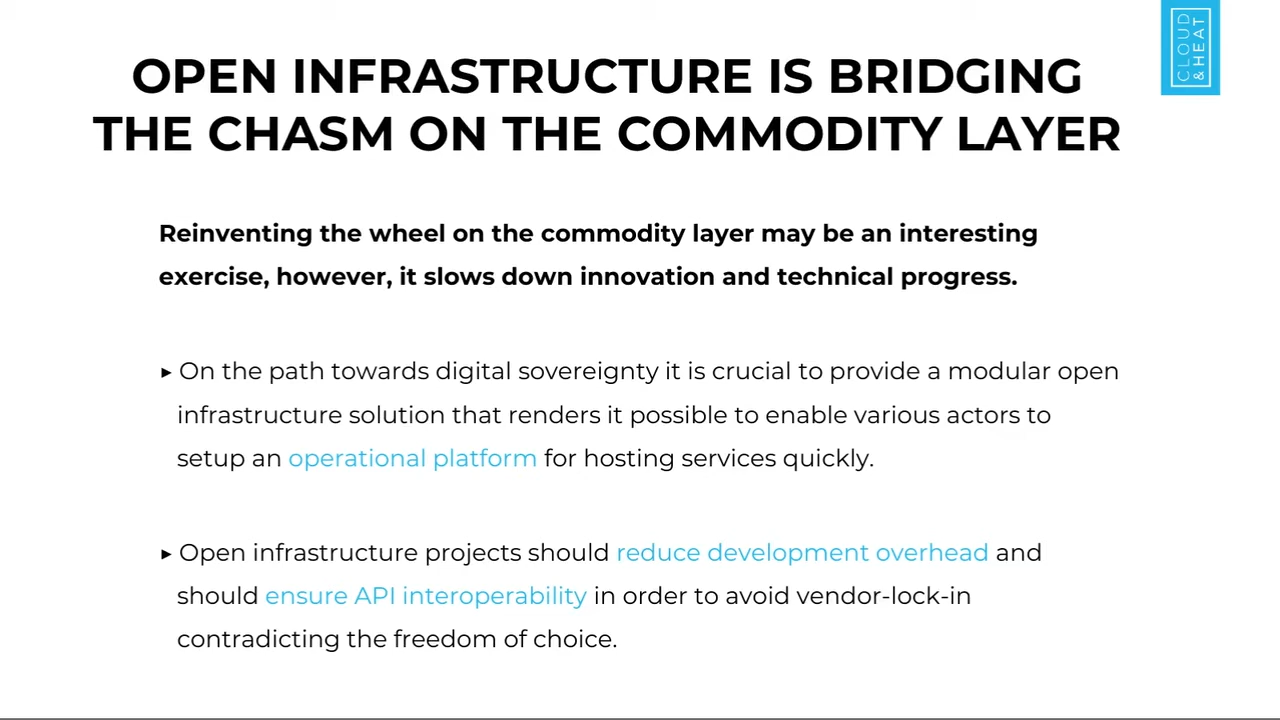 CLOUD
& HEAT
OPEN INFRASTRUCTURE IS BRIDGING
THE CHASM ON THE COMMODITY LAYER
Reinventing the wheel on the commodity layer may be an interesting
exercise, however, it slows down innovation and technical progress.
▸ On the path towards digital sovereignty it is crucial to provide a modular open
infrastructure solution that renders it possible to enable various actors to
setup an operational platform for hosting services quickly.
▸ Open infrastructure projects should reduce development overhead and
should ensure API interoperability in order to avoid vendor-lock-in
contradicting the freedom of choice.